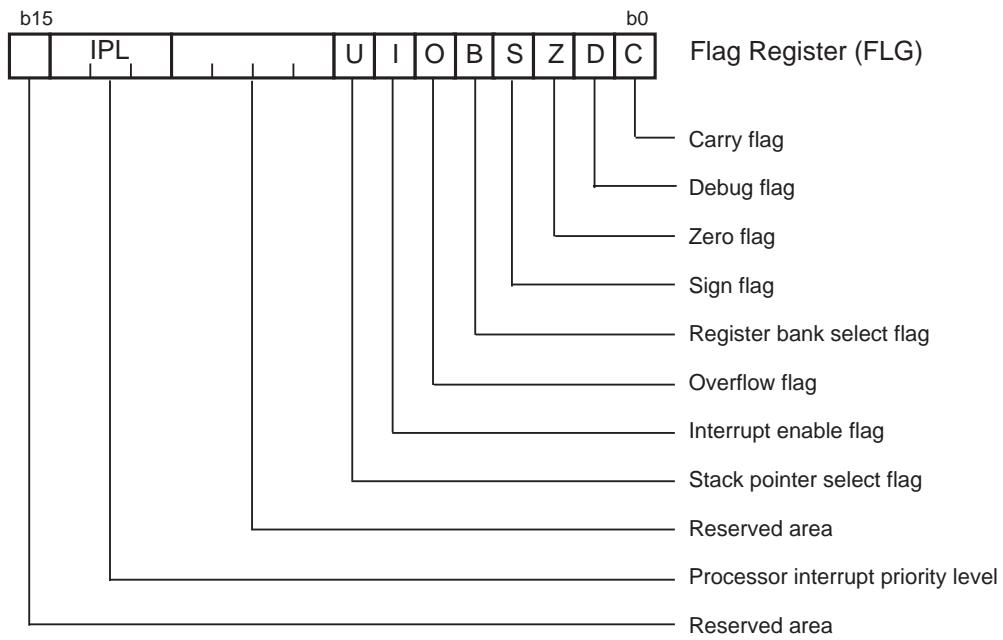 b15 b0
IPL U I O B S Z D C Flag Register (FLG)
Carry flag
Debug flag
Zero flag
Sign flag
Register bank select flag
Overflow flag
Interrupt enable flag
Stack pointer select flag
Reserved area
Processor interrupt priority level
Reserved area